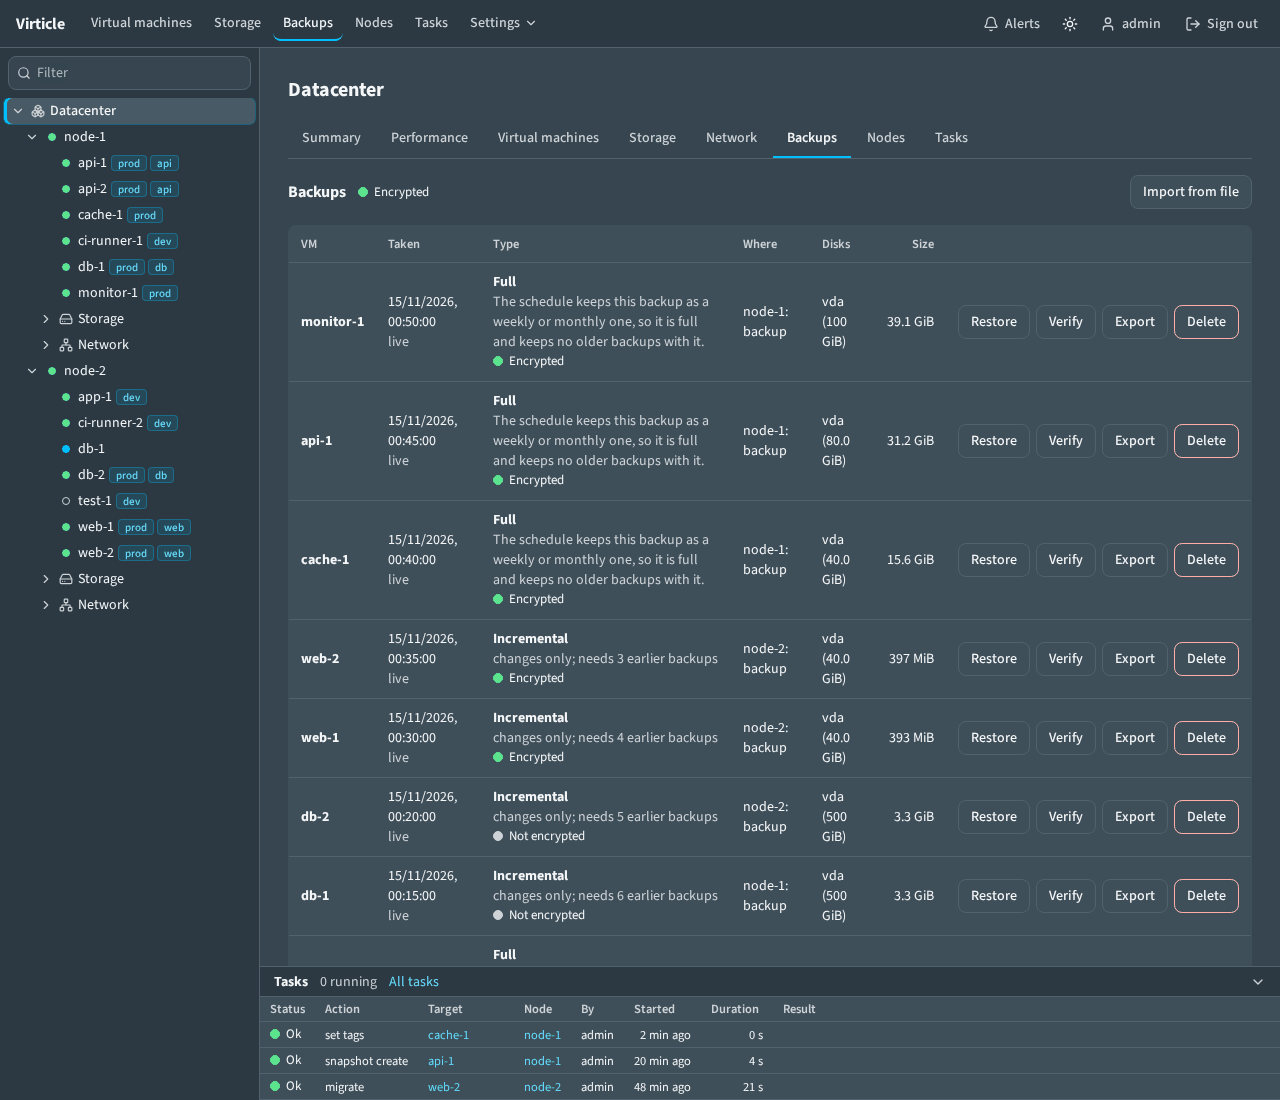 Virticle Virtual machines Storage Backups Nodes Tasks Settings Alerts admin Sign out
Filter
Datacenter
node-1
api-1 prod api
api-2 prod api
cache-1 prod
ci-runner-1 dev
db-1 prod db
monitor-1 prod
Storage
Network
node-2
app-1 dev
ci-runner-2 dev
db-1
db-2 prod db
test-1 dev
web-1 prod web
web-2 prod web
Storage
Network
Datacenter
Summary Performance Virtual machines Storage Network Backups Nodes Tasks
Backups Encrypted Import from file
VM Taken Type Where Disks Size
monitor-1
15/11/2026,
00:50:00
live
Full
The schedule keeps this backup as a
weekly or monthly one, so it is full
and keeps no older backups with it.
Encrypted
node-1:
backup
vda
(100
GiB)
39.1 GiB
Restore Verify Export Delete
api-1
15/11/2026,
00:45:00
live
Full
The schedule keeps this backup as a
weekly or monthly one, so it is full
and keeps no older backups with it.
Encrypted
node-1:
backup
vda
(80.0
GiB)
31.2 GiB
Restore Verify Export Delete
cache-1
15/11/2026,
00:40:00
live
Full
The schedule keeps this backup as a
weekly or monthly one, so it is full
and keeps no older backups with it.
Encrypted
node-1:
backup
vda
(40.0
GiB)
15.6 GiB
Restore Verify Export Delete
web-2
15/11/2026,
00:35:00
live
Incremental
changes only; needs 3 earlier backups
Encrypted
node-2:
backup
vda
(40.0
GiB)
397 MiB
Restore Verify Export Delete
web-1
15/11/2026,
00:30:00
live
Incremental
changes only; needs 4 earlier backups
Encrypted
node-2:
backup
vda
(40.0
GiB)
393 MiB
Restore Verify Export Delete
db-2
15/11/2026,
00:20:00
live
Incremental
changes only; needs 5 earlier backups
Not encrypted
node-2:
backup
vda
(500
GiB)
3.3 GiB
Restore Verify Export Delete
db-1
15/11/2026,
00:15:00
live
Incremental
changes only; needs 6 earlier backups
Not encrypted
node-1:
backup
vda
(500
GiB)
3.3 GiB
Restore Verify Export Delete
Full
Tasks 0 running All tasks
Status Action Target Node By Started Duration Result
Ok set tags cache-1 node-1 admin 2 min ago 0 s
Ok snapshot create api-1 node-1 admin 20 min ago 4 s
Ok migrate web-2 node-2 admin 48 min ago 21 s